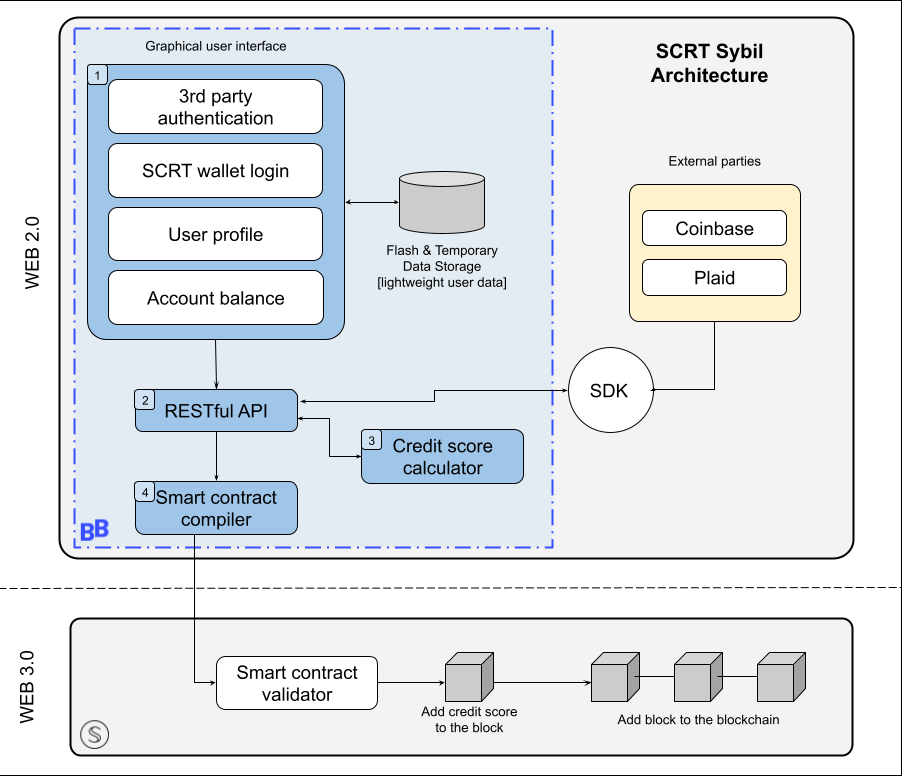 Graphical user interface
SCRT Sybil
Architecture
1
3rd party
authentication
SCRT wallet login
User profile
Account balance
Flash & Temporary
Data Storage
[lightweight user data]
External parties
Coinbase
Plaid
WEB 2.0
2
RESTful API
SDK
3
Credit score
calculator
4
Smart contract
compiler
BB
WEB 3.0
Smart contract
validator
Add credit score
to the block
Add block to the blockchain
S